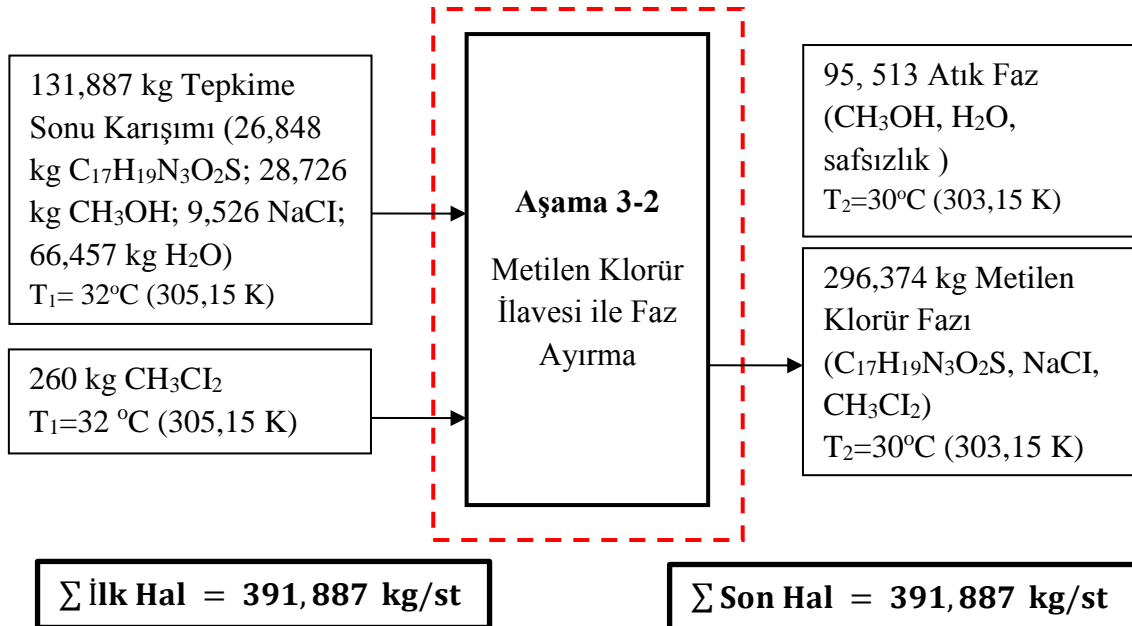 131,887 kg Tepkime
Sonu Karışımı (26,848
kg C₁₇H₁₉N₃O₂S; 28,726
kg CH₃OH; 9,526 NaCI;
66,457 kg H₂O)
T₁= 32°C (305,15 K)
260 kg CH₃CI₂
T₁=32 °C (305,15 K)
Aşama 3-2
Metilen Klorür
İlavesi ile Faz
Ayırma
95, 513 Atık Faz
(CH₃OH, H₂O,
safsızlık )
T₂=30°C (303,15 K)
296,374 kg Metilen
Klorür Fazı
(C₁₇H₁₉N₃O₂S, NaCI,
CH₃CI₂)
T₂=30°C (303,15 K)
∑ İlk Hal = 391,887 kg/st
∑ Son Hal = 391,887 kg/st